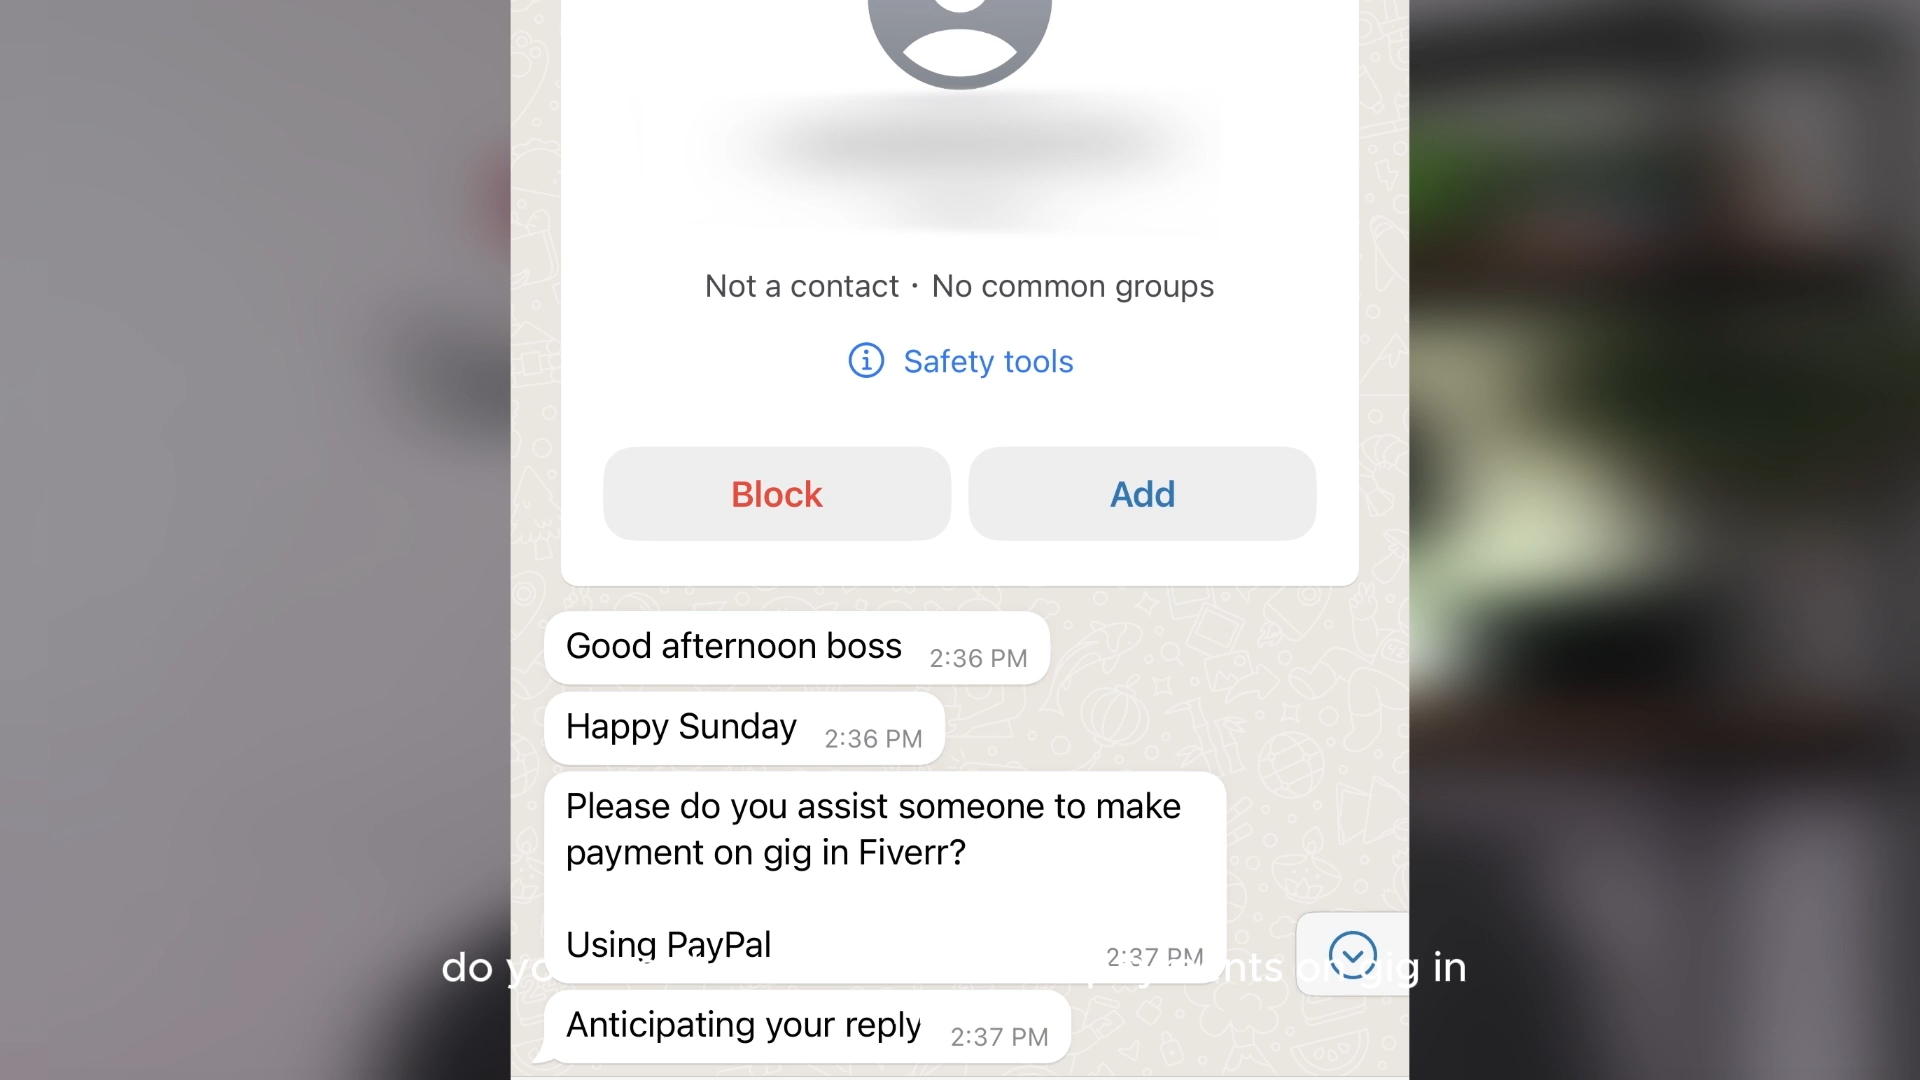 Not a contact · No common groups
Safety tools
Block
Add
Good afternoon boss 2:36 PM
Happy Sunday 2:36 PM
Please do you assist someone to make
payment on gig in Fiverr?
Using PayPal 2:37 PM
do on gig in
Anticipating your reply 2:37 PM